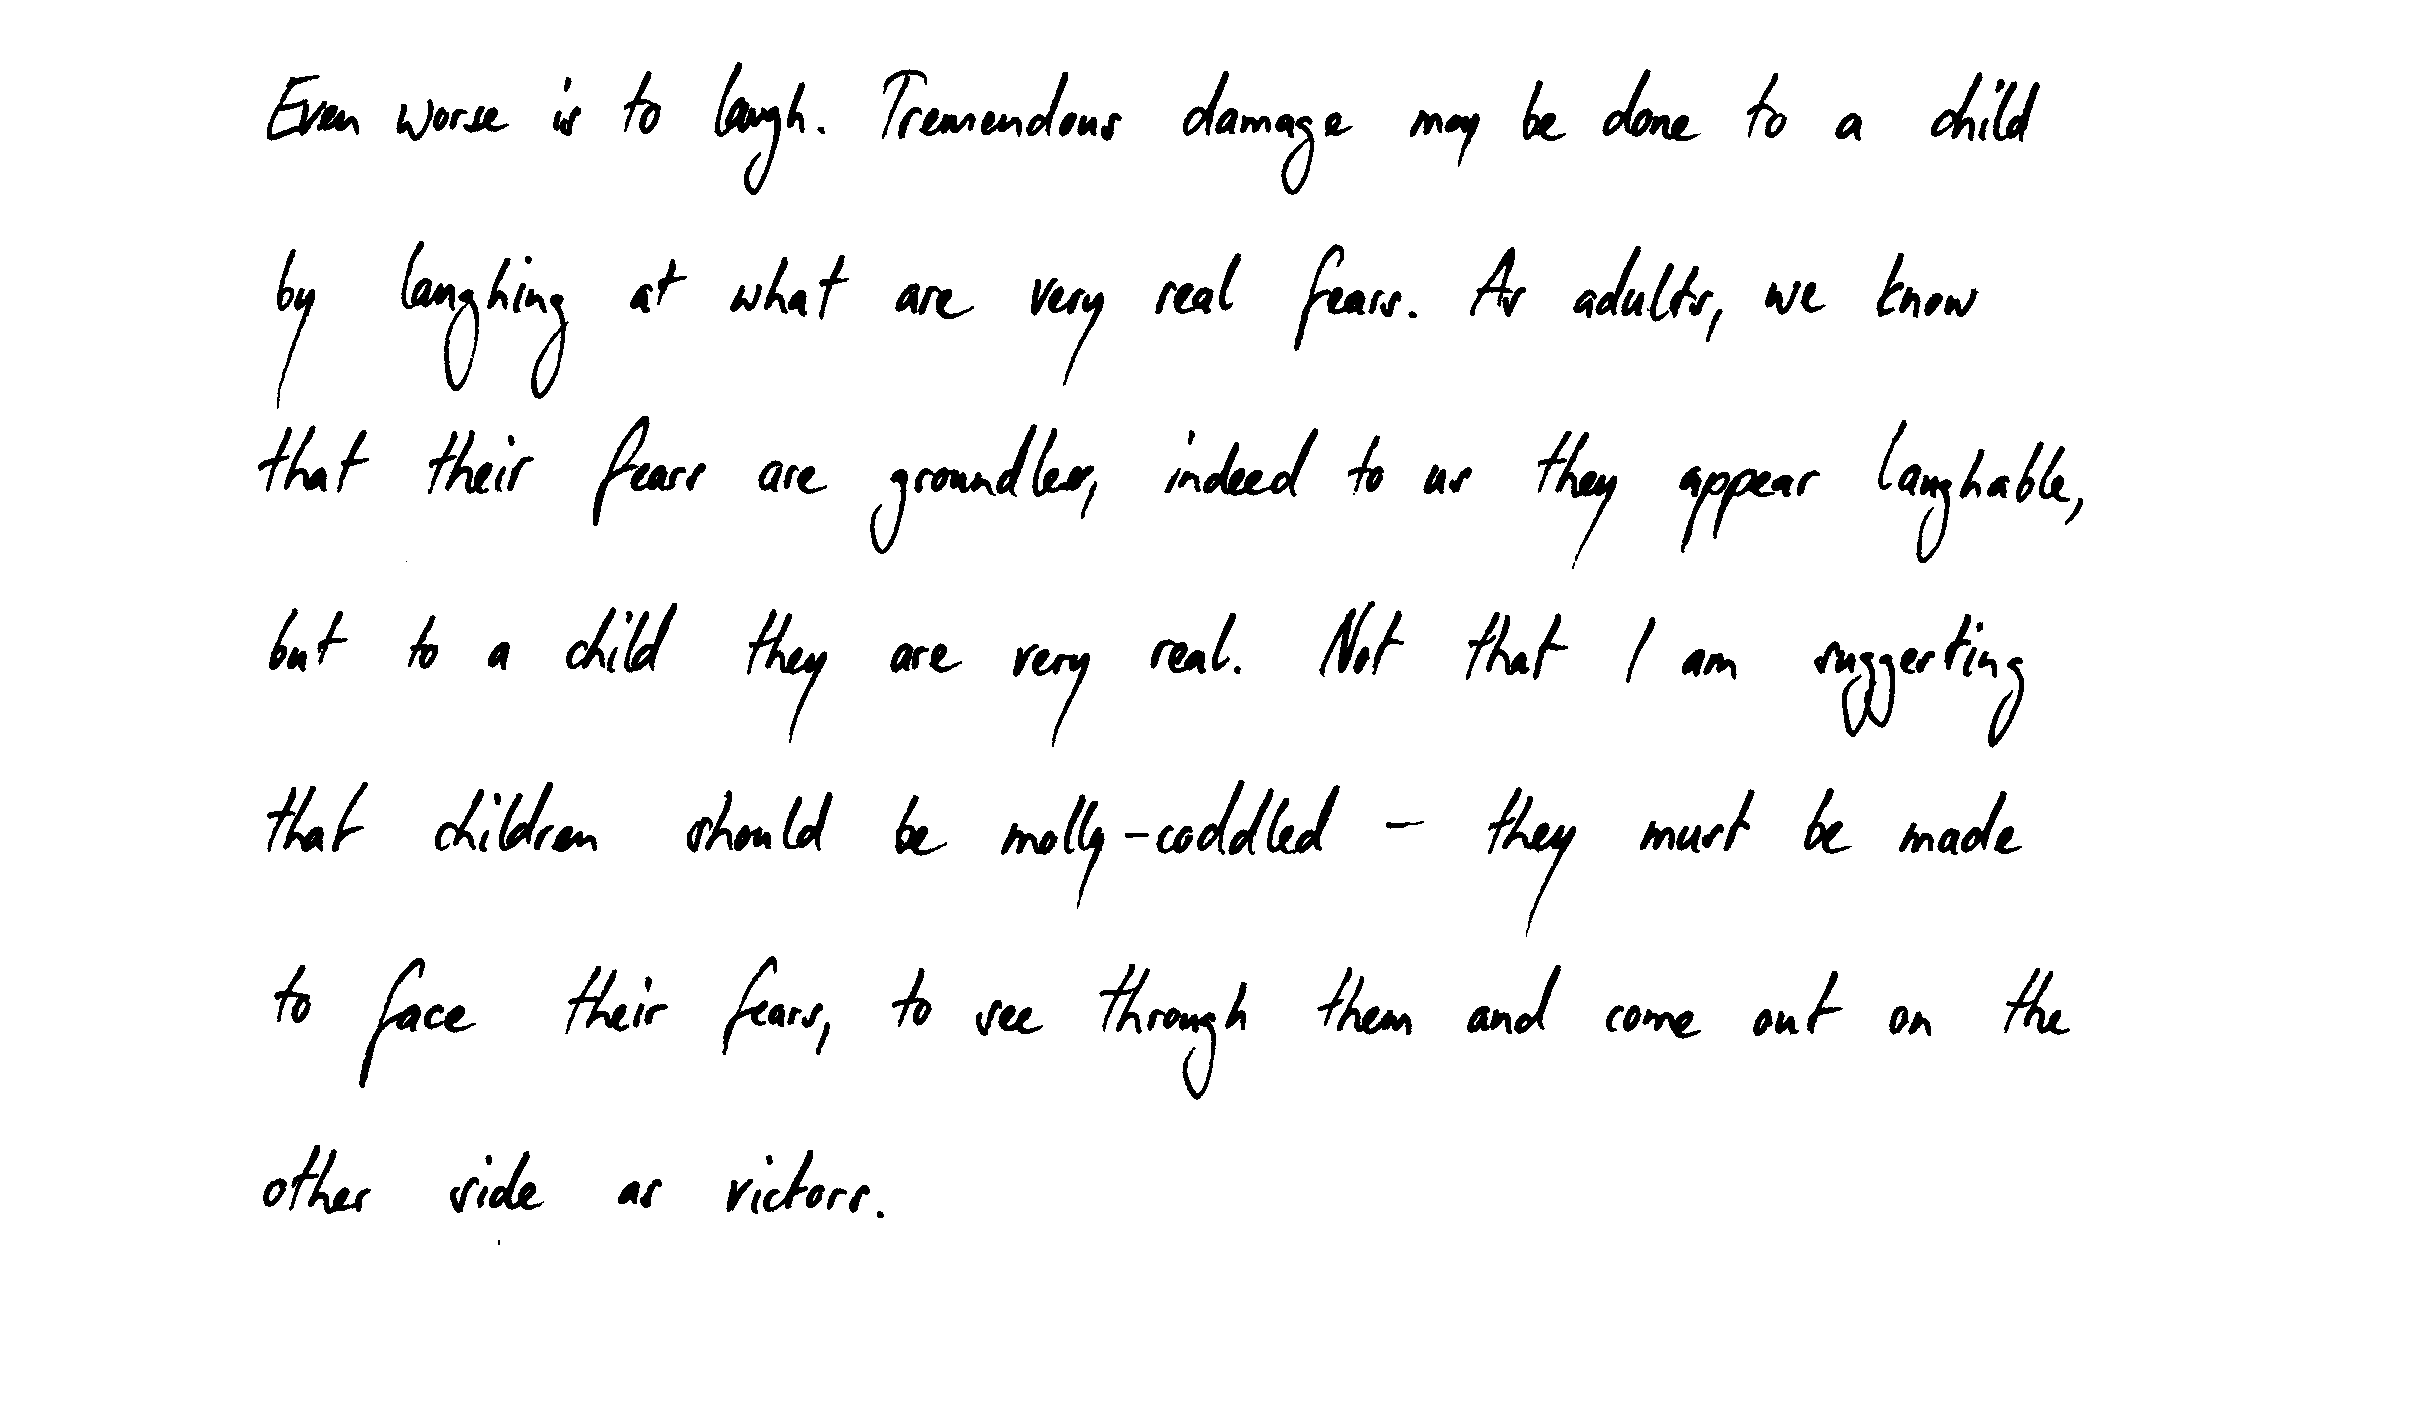 Even worse is to laugh. Tremendous damage may be done to a child
by laughing at what are very real fears. As adults, we know
that their fears are groundless, indeed to us they appear laughable,
but to a child they are very real. Not that I am suggesting
that children should be molly-coddled - they must be made
to face their fears, to see through them and come out on the
other side as victors.